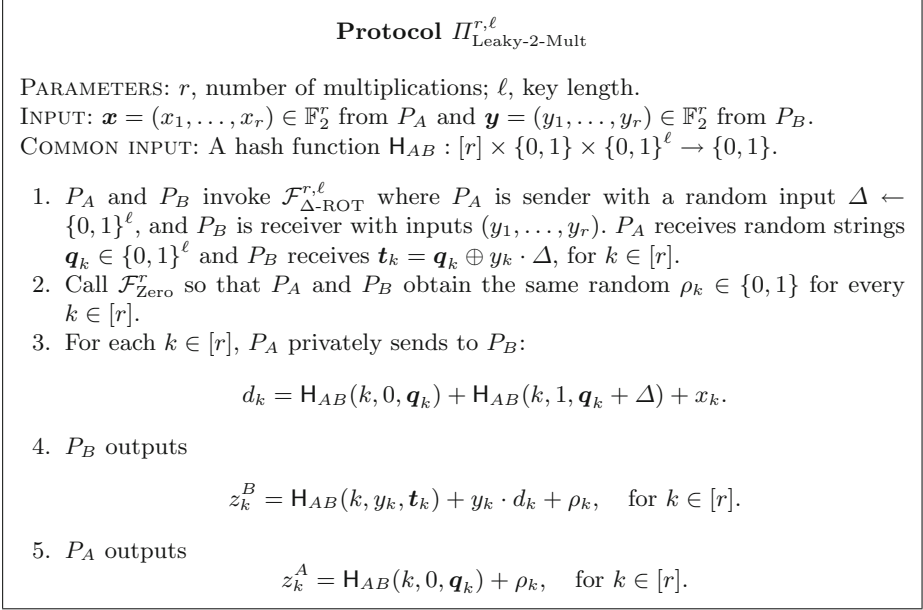 Protocol Π^{r,ℓ}_{Leaky-2-Mult}
PARAMETERS: r, number of multiplications; ℓ, key length.
INPUT: x = (x_1, . . . , x_r) ∈ 𝔽_2^r from P_A and y = (y_1, . . . , y_r) ∈ 𝔽_2^r from P_B.
COMMON INPUT: A hash function H_{AB} : [r] × {0, 1} × {0, 1}^ℓ → {0, 1}.
1. P_A and P_B invoke ℱ^{r,ℓ}_{Δ-ROT} where P_A is sender with a random input Δ ←
{0, 1}^ℓ, and P_B is receiver with inputs (y_1, . . . , y_r). P_A receives random strings
q_k ∈ {0, 1}^ℓ and P_B receives t_k = q_k ⊕ y_k · Δ, for k ∈ [r].
2. Call ℱ^r_{Zero} so that P_A and P_B obtain the same random ρ_k ∈ {0, 1} for every
k ∈ [r].
3. For each k ∈ [r], P_A privately sends to P_B:
d_k = H_{AB}(k, 0, q_k) + H_{AB}(k, 1, q_k + Δ) + x_k.
4. P_B outputs
z_k^B = H_{AB}(k, y_k, t_k) + y_k · d_k + ρ_k, for k ∈ [r].
5. P_A outputs
z_k^A = H_{AB}(k, 0, q_k) + ρ_k, for k ∈ [r].